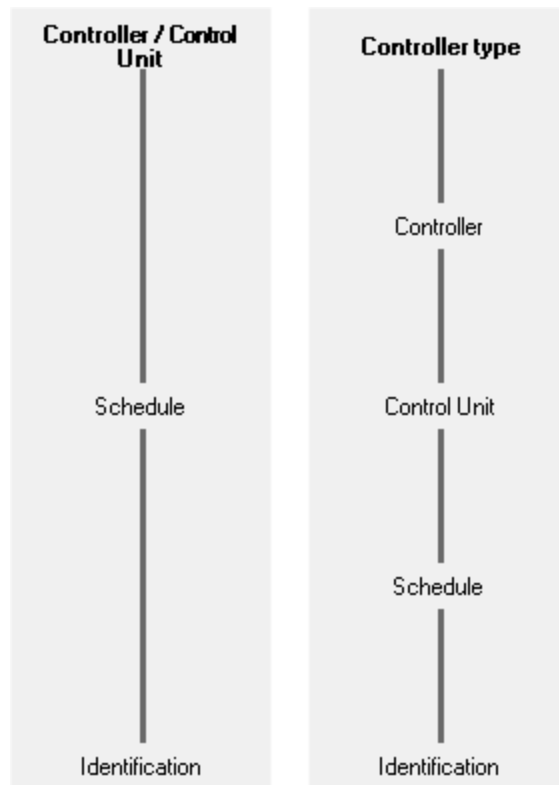 Controller / Control
Unit
Schedule
Identification
Controller type
Controller
Control Unit
Schedule
Identification